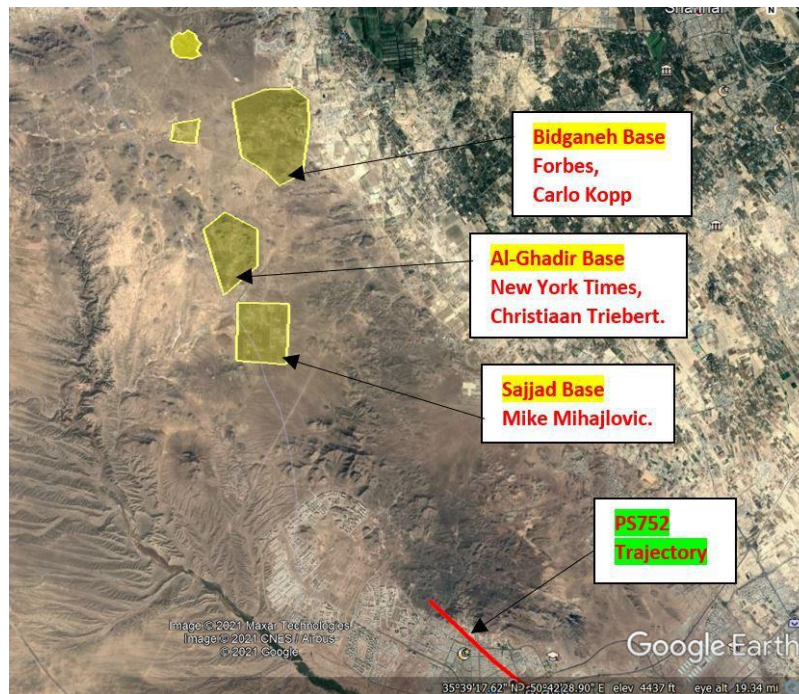 N
Bidganeh Base
Forbes,
Carlo Kopp
Al-Ghadir Base
New York Times,
Christiaan Triebert.
Sajjad Base
Mike Mihajlovic.
PS752
Trajectory
Image © 2021 Maxar Technologies
Image © 2021 CNES / Airbus
© 2021 Google
Google Earth
35°39'17.62" N 50°42'28.90" E elev 4437 ft eye alt 19.34 mi